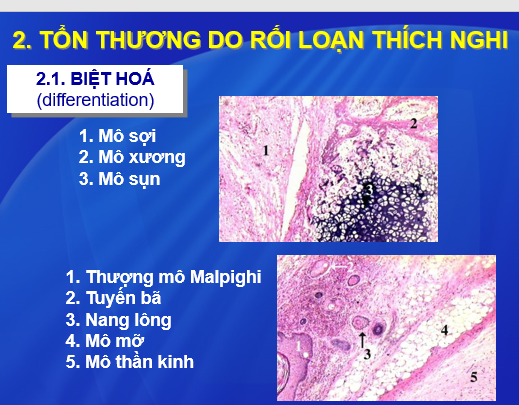 2. TỔN THƯƠNG DO RỐI LOẠN THÍCH NGHI
2.1. BIỆT HOÁ
(differentiation)
1. Mô sợi
2. Mô xương
3. Mô sụn
1
2
3
1. Thượng mô Malpighi
2. Tuyến bã
3. Nang lông
4. Mô mỡ
5. Mô thần kinh
1
3
4
5